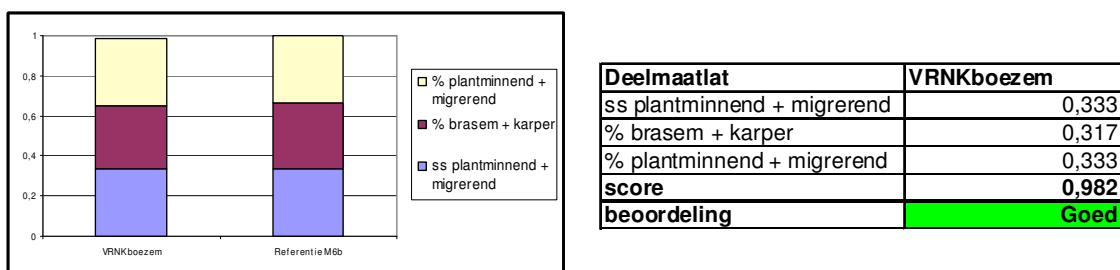 1
0,8
0,6
0,4
0,2
0
VRNKboezem Referentie M6b
% plantminnend +
migrerend
% brasem + karper
ss plantminnend +
migrerend
Deelmaatlat VRNKboezem
ss plantminnend + migrerend 0,333
% brasem + karper 0,317
% plantminnend + migrerend 0,333
score 0,982
beoordeling Goed